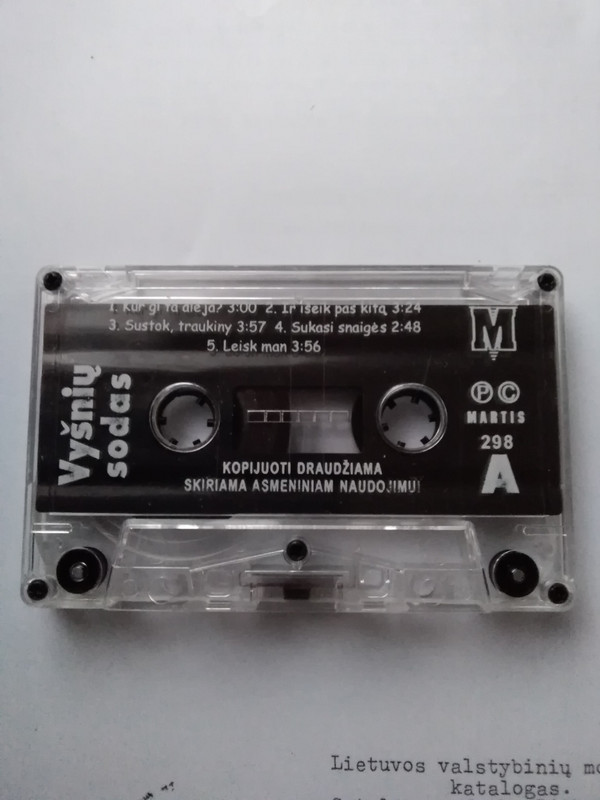 1. Kur gi ta alėja? 3:00 2. Ir išeik pas kitą 3:24
3. Sustok, traukiny 3:57 4. Sukasi snaigės 2:48
5. Leisk man 3:56
M
Vyšnių
sodas
Ⓟ ©
MARTIS
298
A
KOPIJUOTI DRAUDŽIAMA
SKIRIAMA ASMENINIAM NAUDOJIMUI
Lietuvos valstybinių
katalogas.